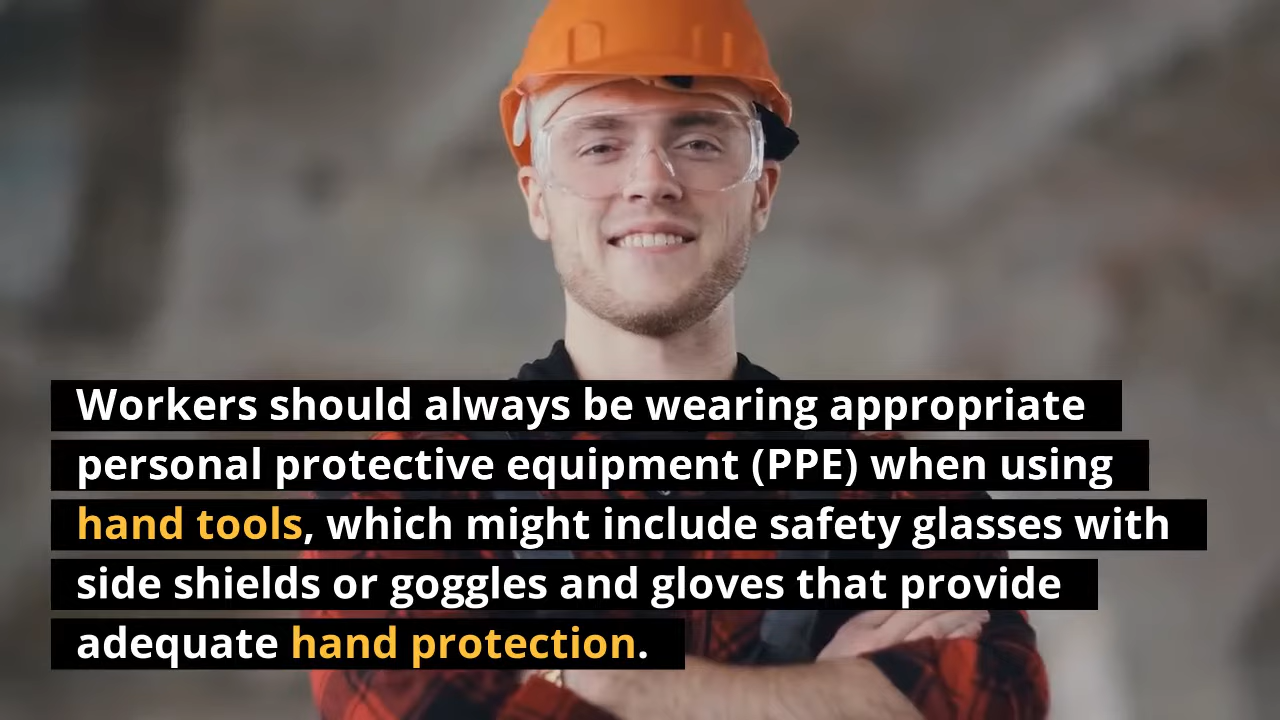 Workers should always be wearing appropriate
personal protective equipment (PPE) when using
hand tools, which might include safety glasses with
side shields or goggles and gloves that provide
adequate hand protection.